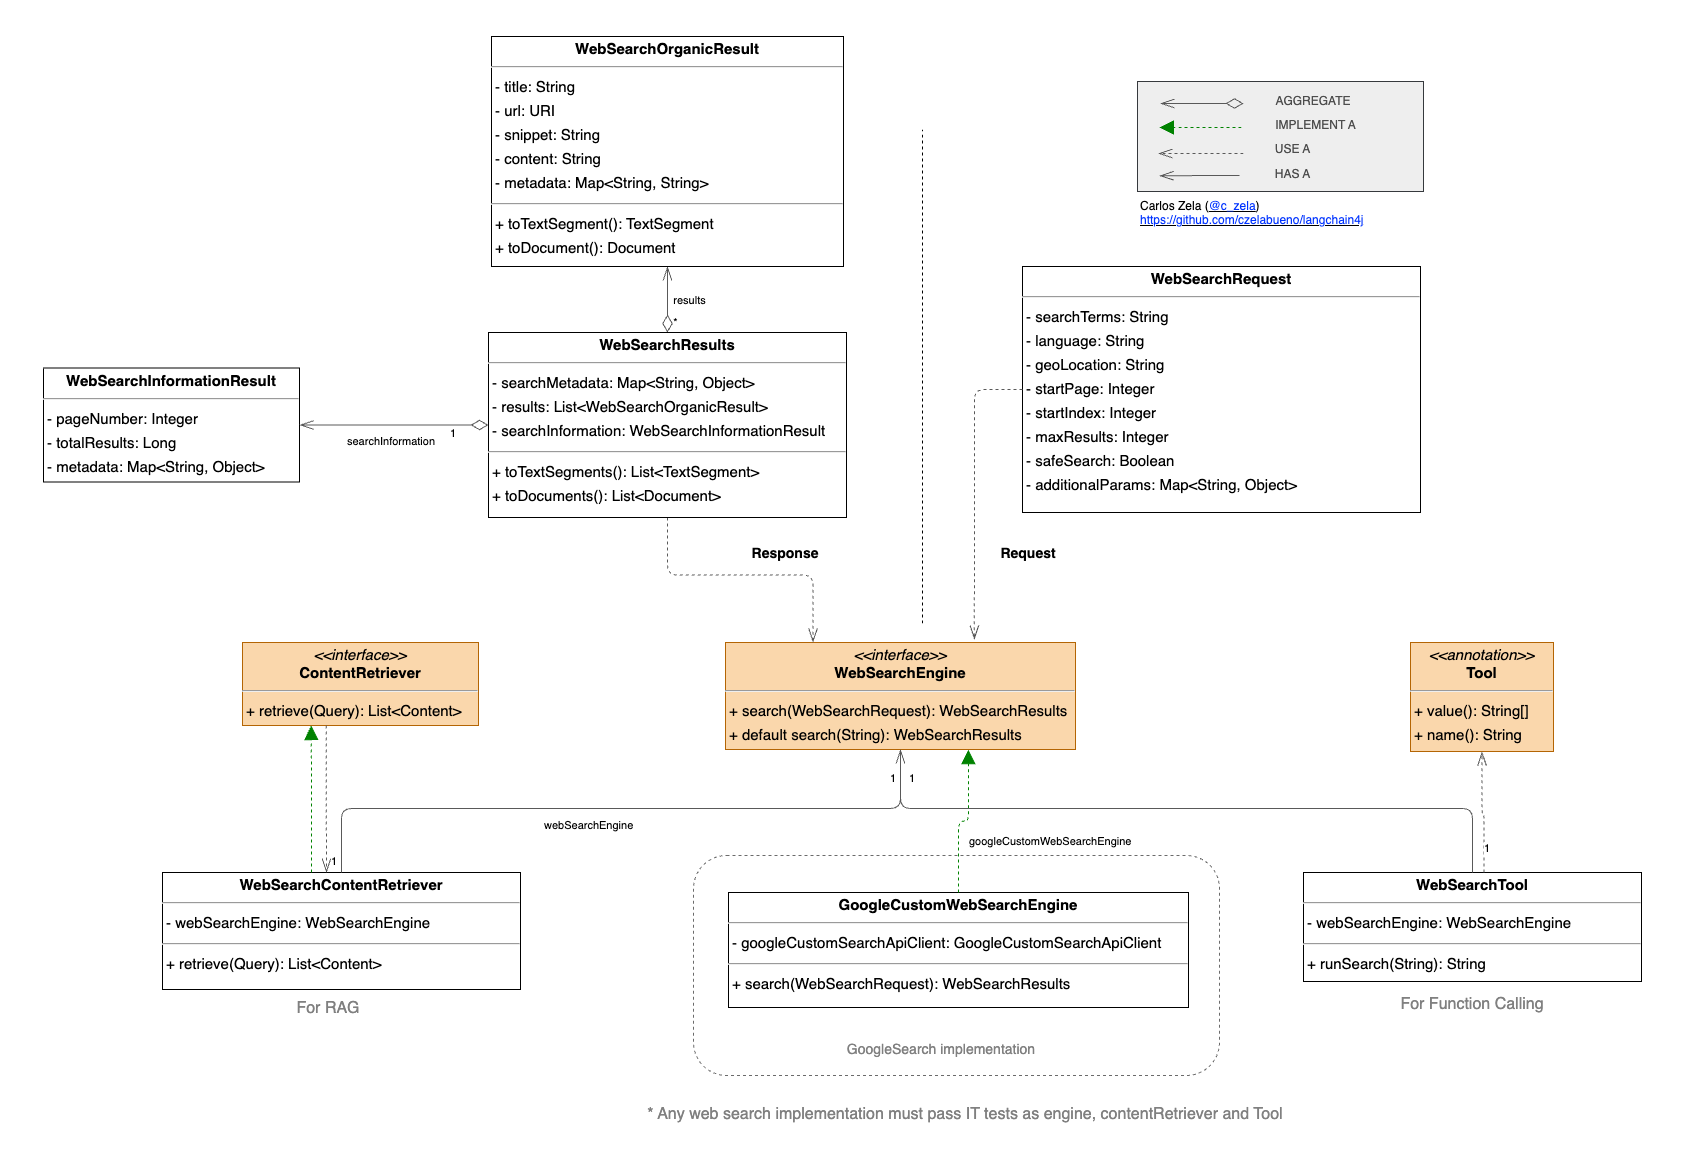 WebSearchOrganicResult
- title: String
- url: URI
- snippet: String
- content: String
- metadata: Map<String, String>
+ toTextSegment(): TextSegment
+ toDocument(): Document
AGGREGATE
IMPLEMENT A
USE A
HAS A
Carlos Zela (@c_zela)
https://github.com/czelabueno/langchain4j
results
*
WebSearchResults
- searchMetadata: Map<String, Object>
- results: List<WebSearchOrganicResult>
- searchInformation: WebSearchInformationResult
+ toTextSegments(): List<TextSegment>
+ toDocuments(): List<Document>
WebSearchInformationResult
- pageNumber: Integer
- totalResults: Long
- metadata: Map<String, Object>
1
searchInformation
WebSearchRequest
- searchTerms: String
- language: String
- geoLocation: String
- startPage: Integer
- startIndex: Integer
- maxResults: Integer
- safeSearch: Boolean
- additionalParams: Map<String, Object>
Response
Request
<<interface>>
ContentRetriever
+ retrieve(Query): List<Content>
<<interface>>
WebSearchEngine
+ search(WebSearchRequest): WebSearchResults
+ default search(String): WebSearchResults
<<annotation>>
Tool
+ value(): String[]
+ name(): String
1
1
webSearchEngine
googleCustomWebSearchEngine
1
1
WebSearchContentRetriever
- webSearchEngine: WebSearchEngine
+ retrieve(Query): List<Content>
For RAG
GoogleCustomWebSearchEngine
- googleCustomSearchApiClient: GoogleCustomSearchApiClient
+ search(WebSearchRequest): WebSearchResults
GoogleSearch implementation
WebSearchTool
- webSearchEngine: WebSearchEngine
+ runSearch(String): String
For Function Calling
* Any web search implementation must pass IT tests as engine, contentRetriever and Tool